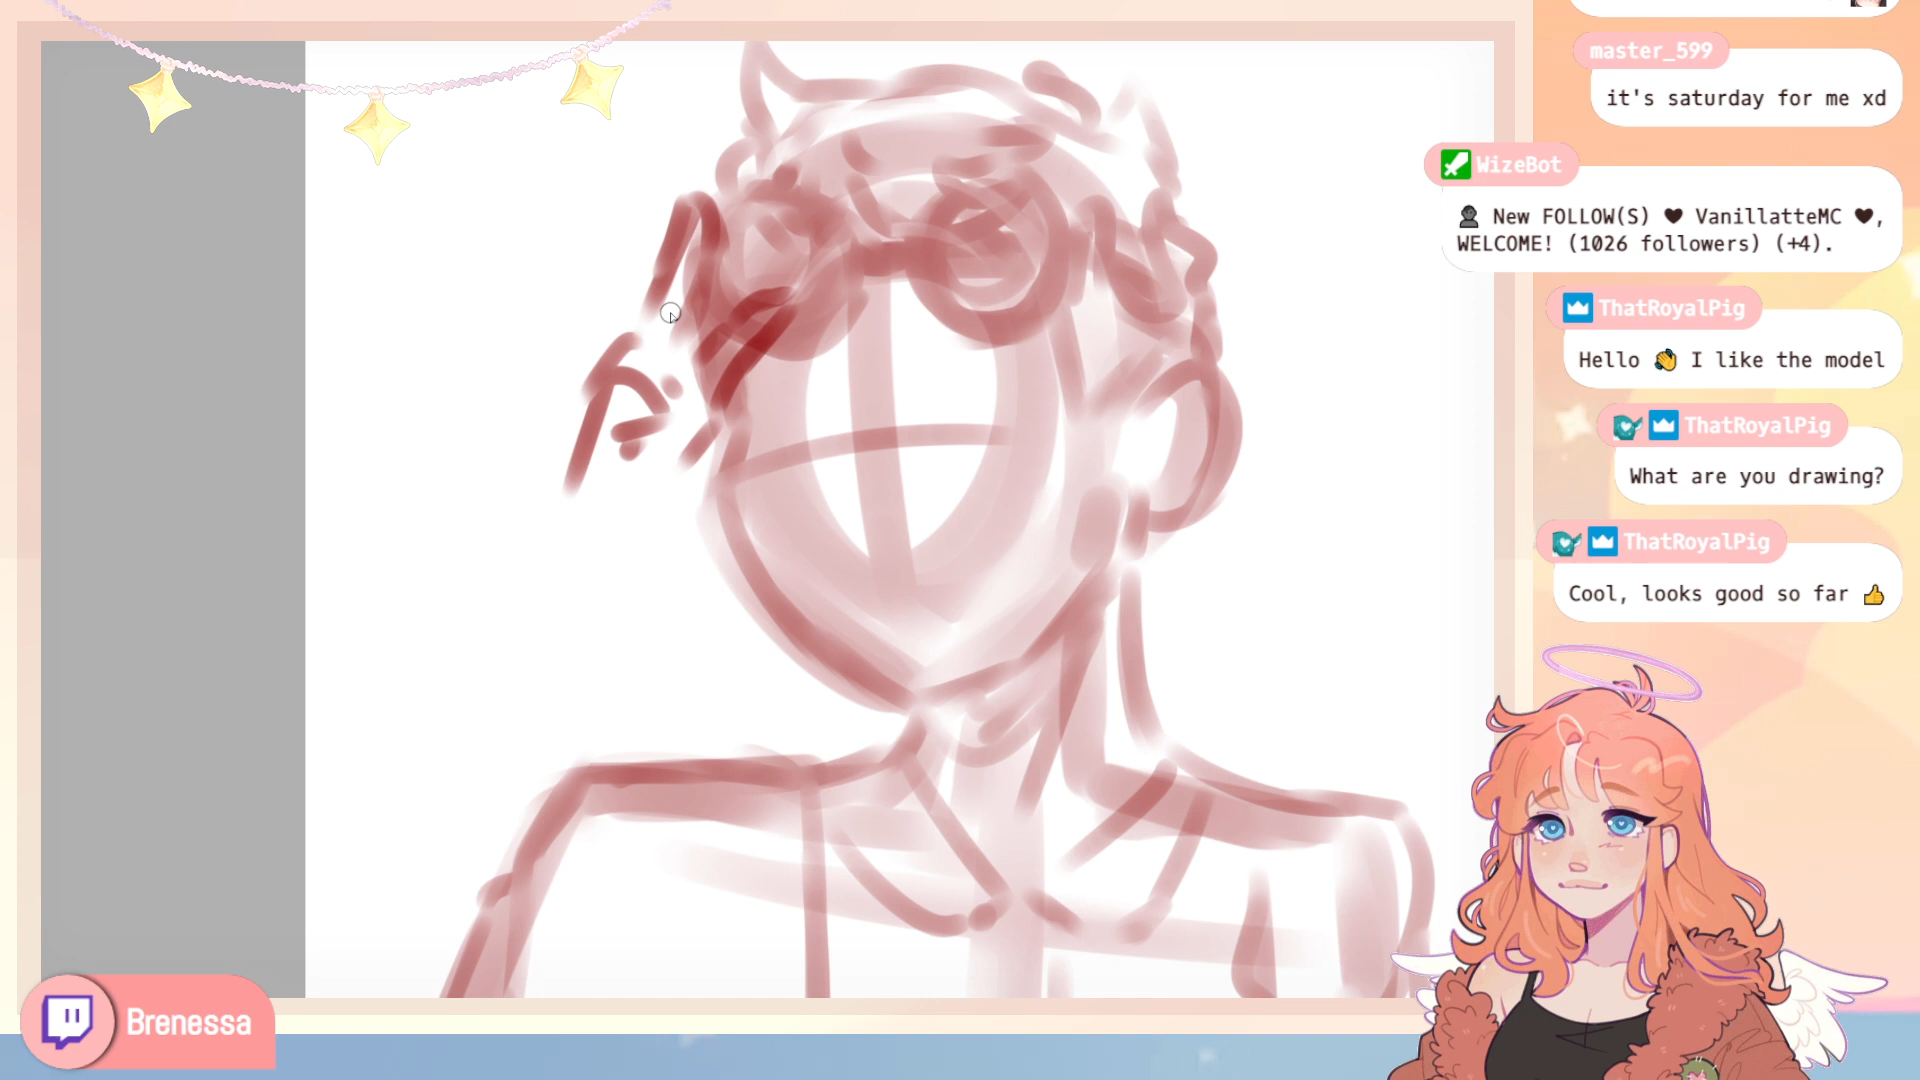 master_599
it's saturday for me xd
WizeBot
👤 New FOLLOW(S) ♥ VanillatteMC ♥,
WELCOME! (1026 followers) (+4).
ThatRoyalPig
Hello 👋 I like the model
ThatRoyalPig
What are you drawing?
ThatRoyalPig
Cool, looks good so far 👍
Brenessa